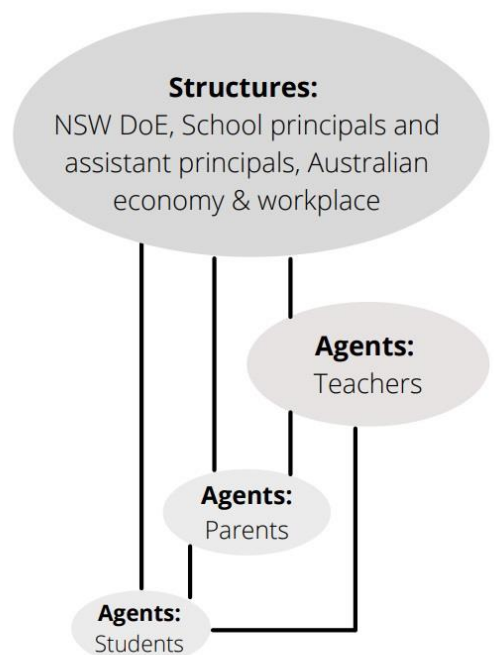 Structures:
NSW DoE, School principals and
assistant principals, Australian
economy & workplace
Agents:
Teachers
Agents:
Parents
Agents:
Students